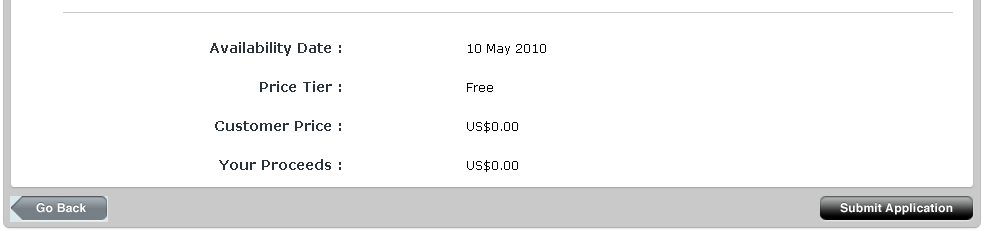 Availability Date : 10 May 2010
Price Tier : Free
Customer Price : US$0.00
Your Proceeds : US$0.00
Go Back Submit Application